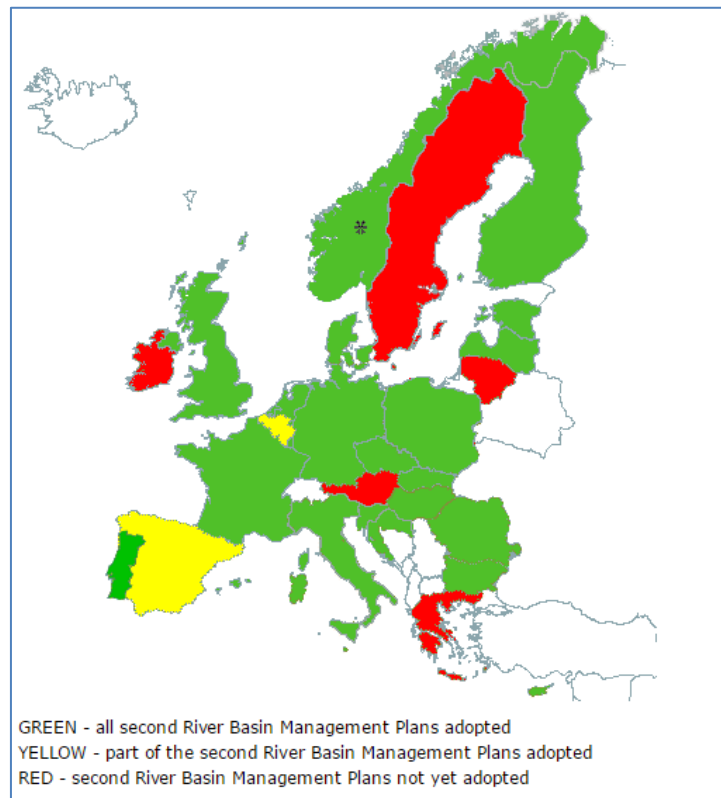 GREEN - all second River Basin Management Plans adopted
YELLOW - part of the second River Basin Management Plans adopted
RED - second River Basin Management Plans not yet adopted